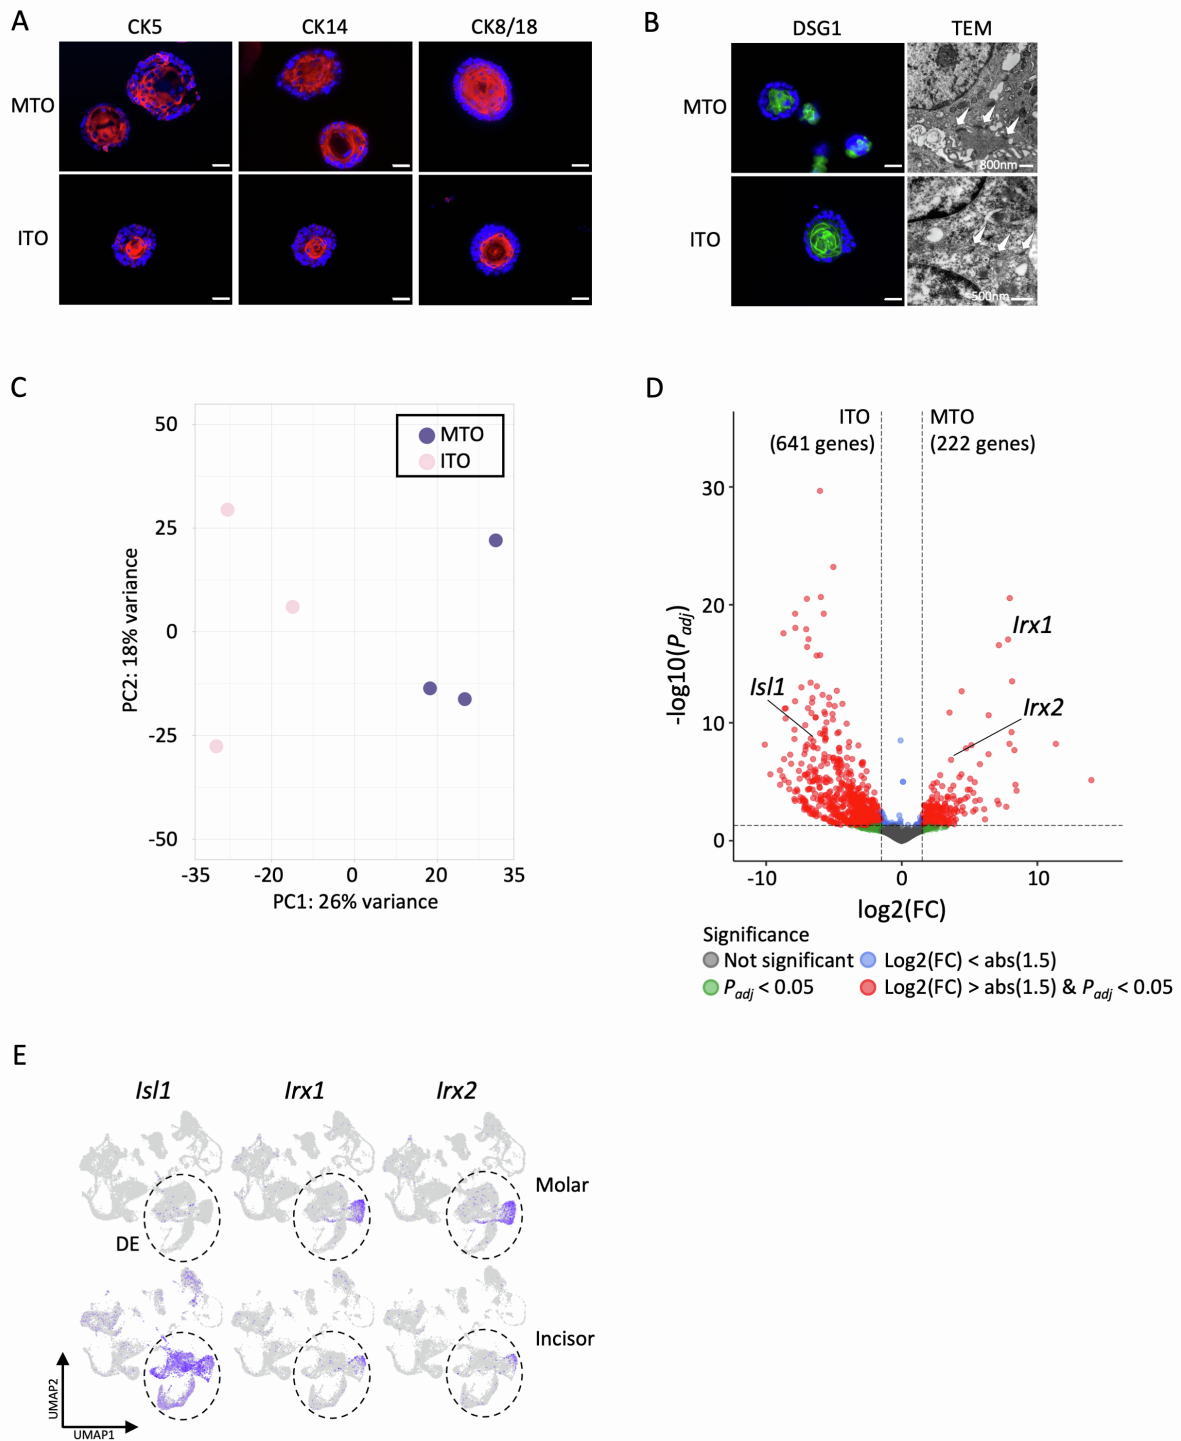 A
CK5 CK14 CK8/18
MTO
ITO
B
DSG1 TEM
MTO
800nm
ITO
500nm
C
50
25
0
-25
-50
PC2: 18% variance
MTO
ITO
-35 -20 0 20 35
PC1: 26% variance
D
ITO MTO
(641 genes) (222 genes)
30
20
10
0
-log10(Padj)
Irx1
Isl1
Irx2
-10 0 10
log2(FC)
Significance
Not significant Log2(FC) < abs(1.5)
Padj < 0.05 Log2(FC) > abs(1.5) & Padj < 0.05
E
Isl1 Irx1 Irx2
Molar
DE
Incisor
UMAP2
UMAP1